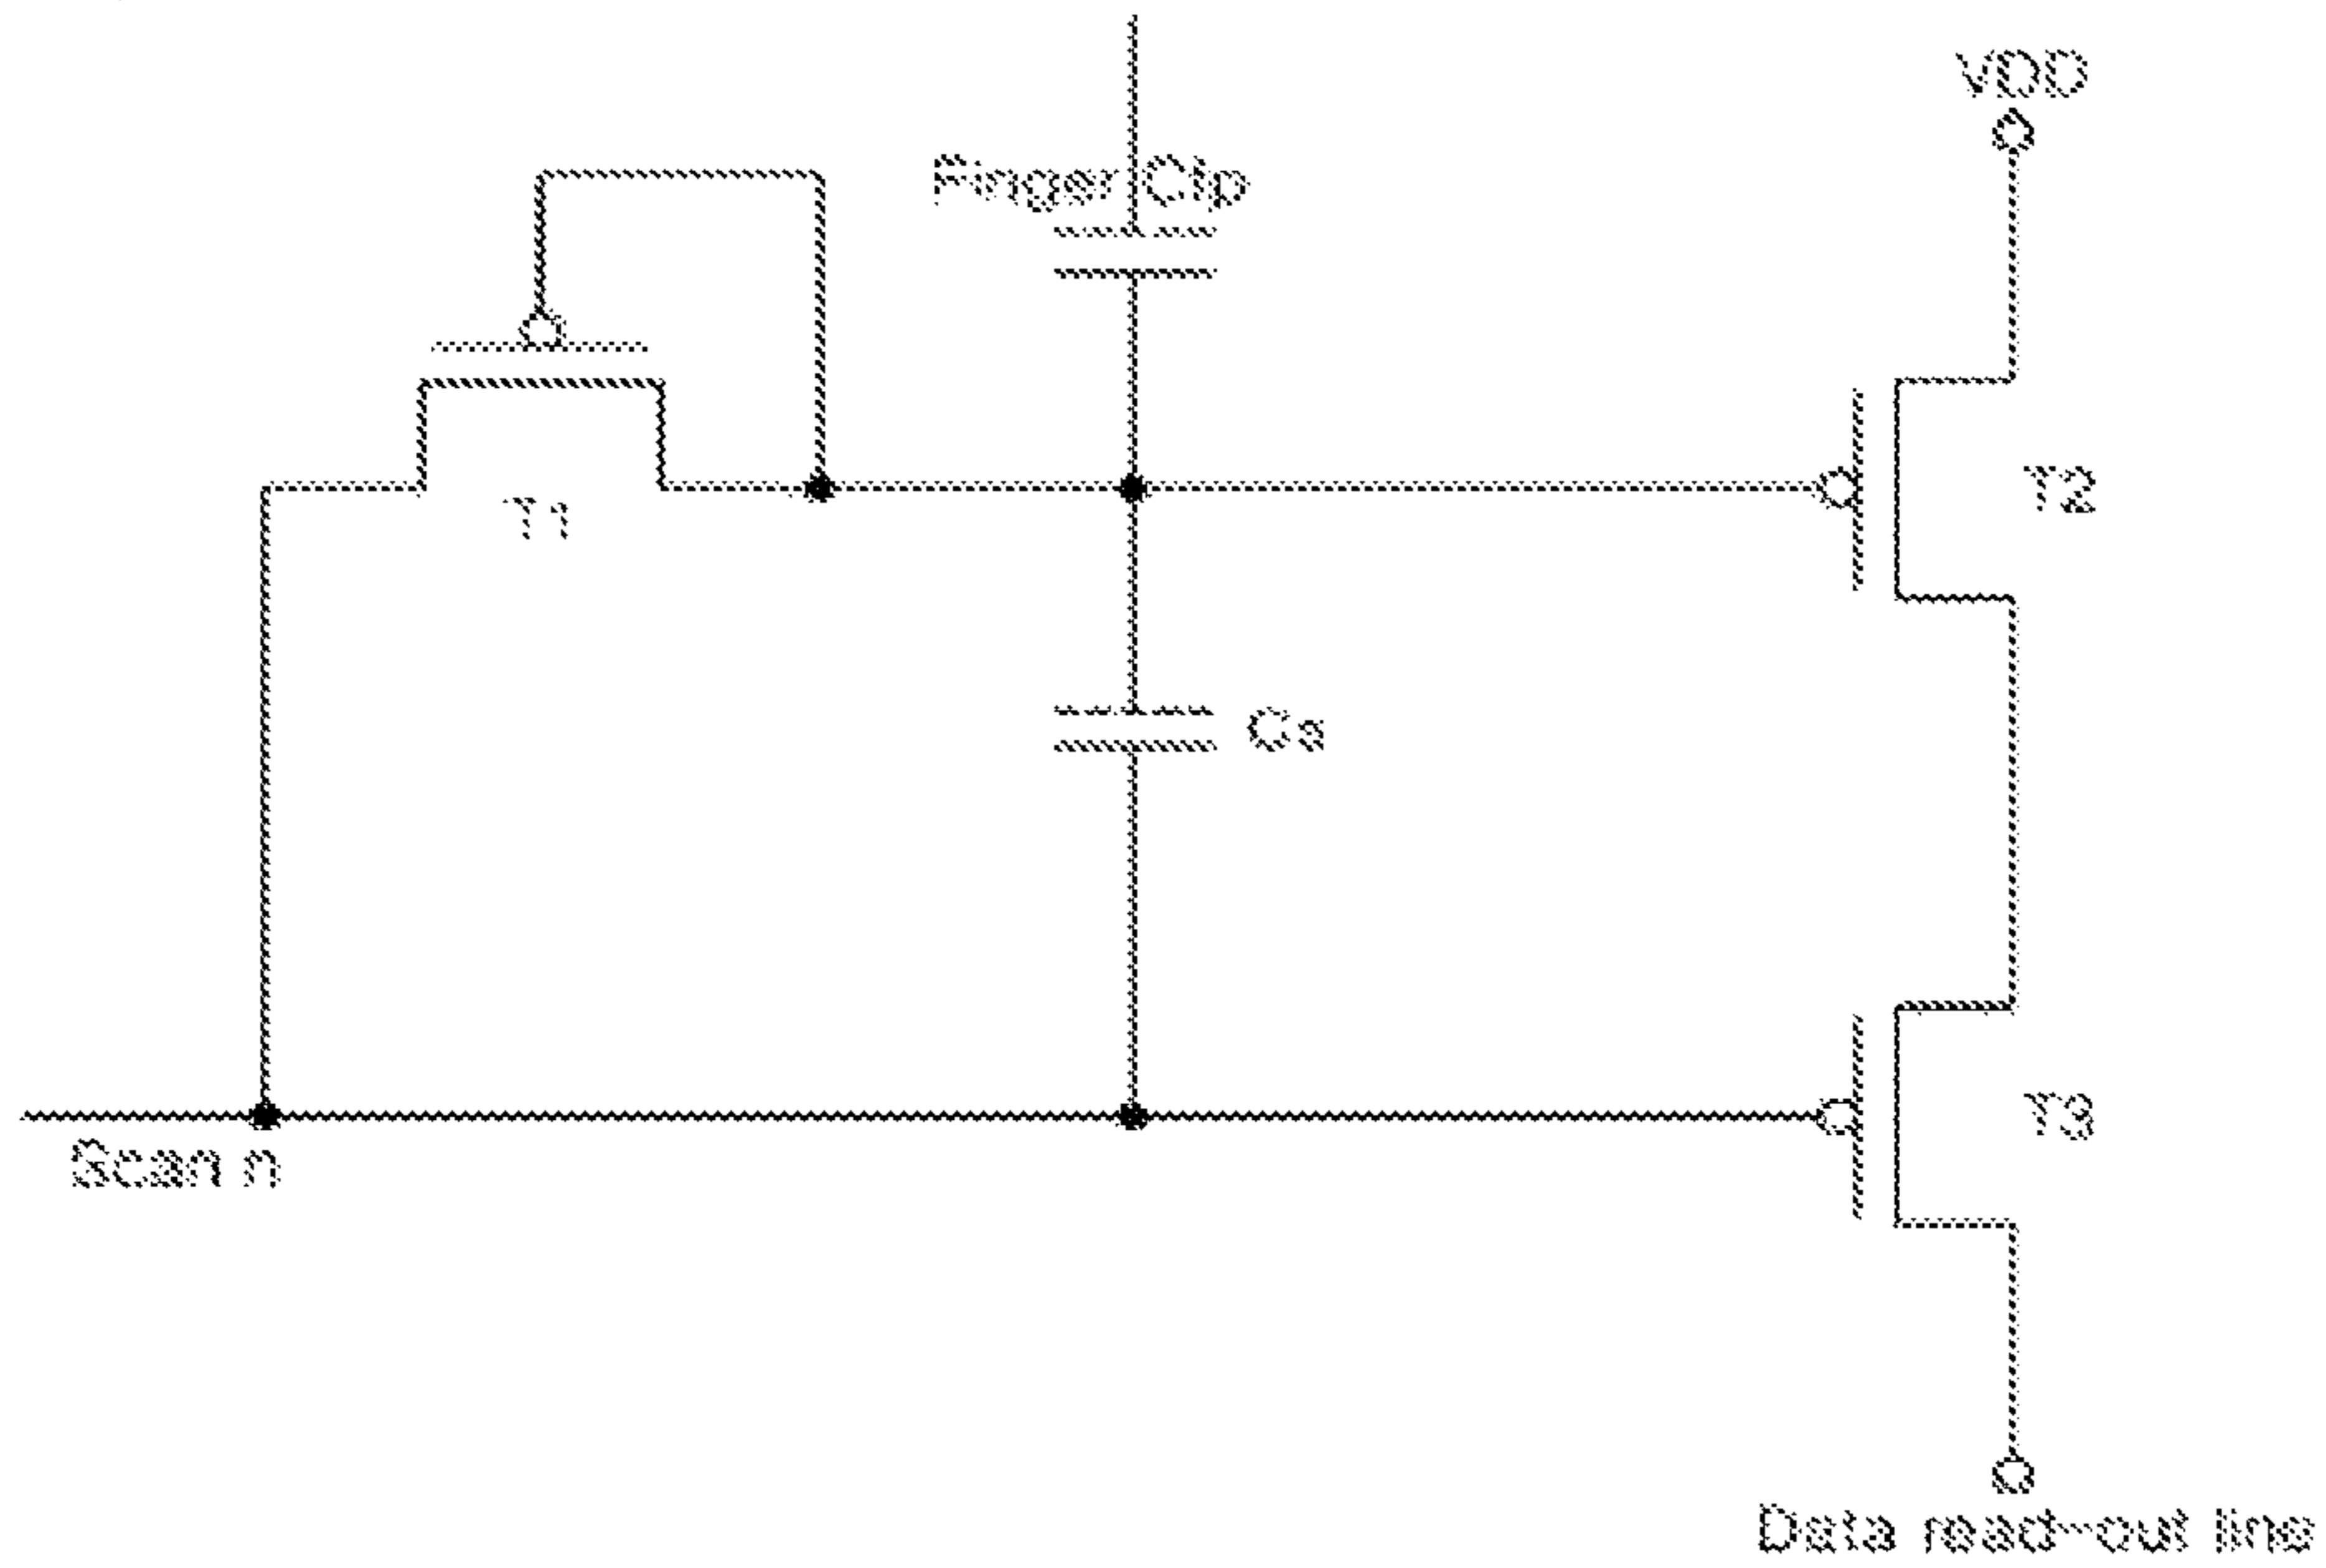 VDD
Finger Cfp
T1
T2
Cs
T3
Scan n
Data read-out line